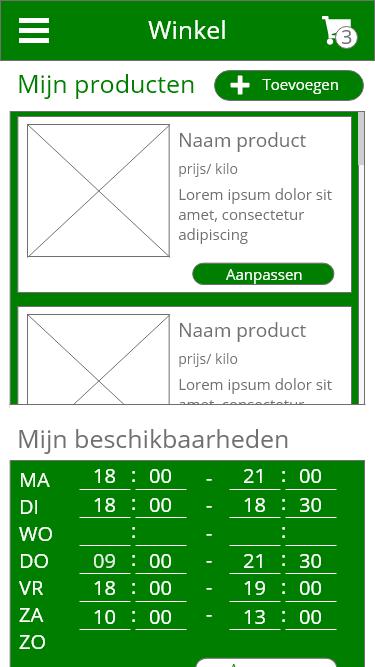 Winkel
3
Mijn producten
Toevoegen
Naam product
prijs/ kilo
Lorem ipsum dolor sit
amet, consectetur
adipiscing
Aanpassen
Naam product
prijs/ kilo
Lorem ipsum dolor sit
amet, consectetur
Mijn beschikbaarheden
MA 18 : 00 - 21 : 00
DI 18 : 00 - 18 : 30
WO : - :
DO 09 : 00 - 21 : 30
VR 18 : 00 - 19 : 00
ZA 10 : 00 - 13 : 00
ZO